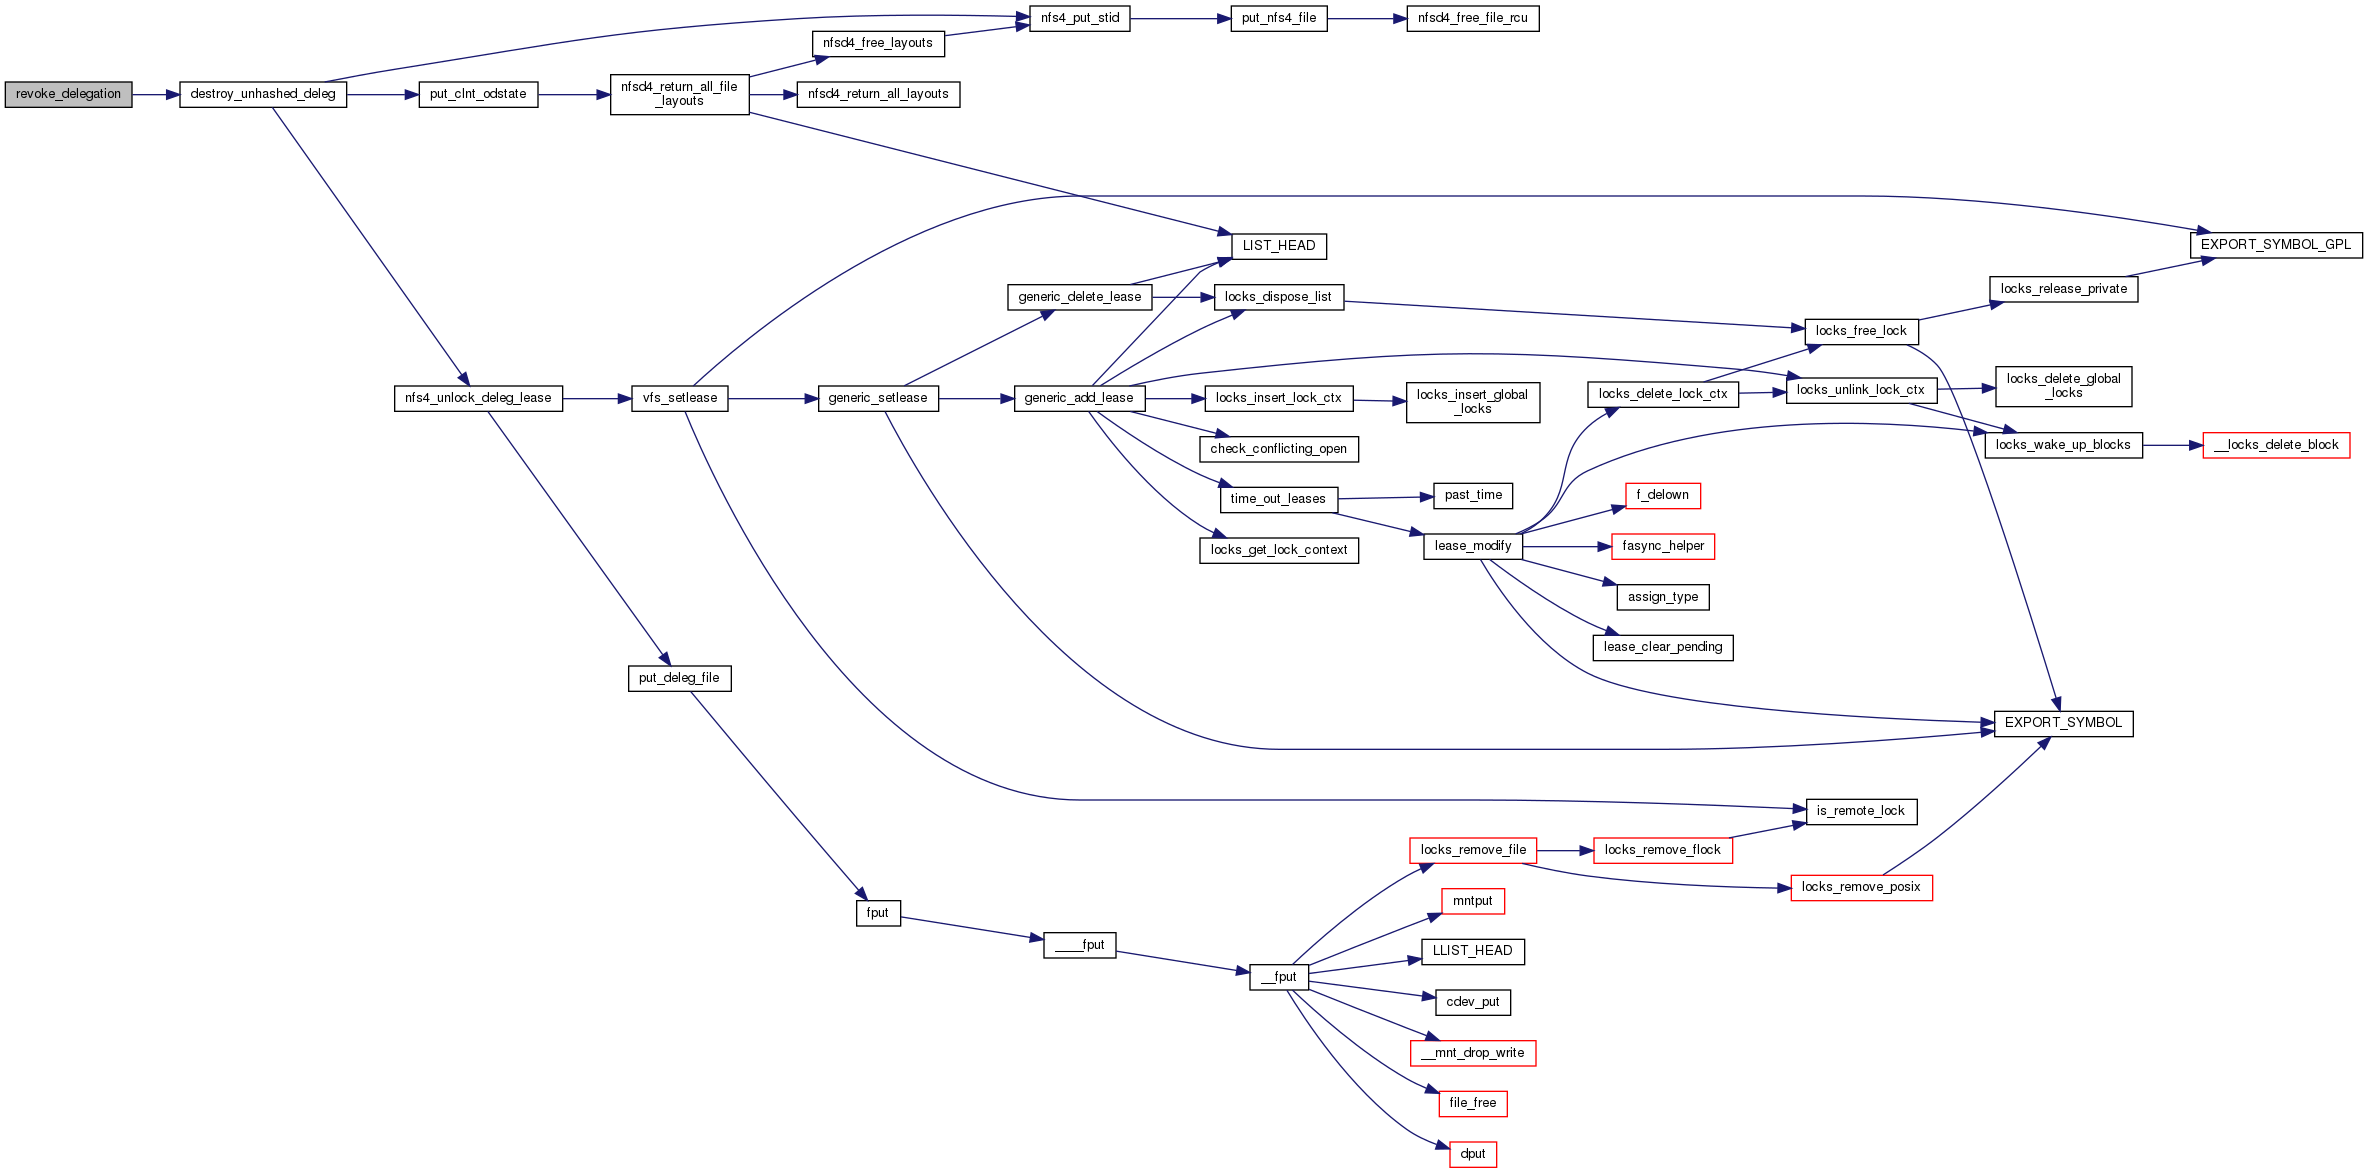 revoke_delegation
destroy_unhashed_deleg
nfs4_put_stid
put_nfs4_file
nfsd4_free_file_rcu
nfsd4_free_layouts
put_clnt_odstate
nfsd4_return_all_file
_layouts
nfsd4_return_all_layouts
LIST_HEAD
EXPORT_SYMBOL_GPL
generic_delete_lease
locks_dispose_list
locks_release_private
locks_free_lock
nfs4_unlock_deleg_lease
vfs_setlease
generic_setlease
generic_add_lease
locks_insert_lock_ctx
locks_insert_global
_locks
locks_delete_lock_ctx
locks_unlink_lock_ctx
locks_delete_global
_locks
check_conflicting_open
locks_wake_up_blocks
__locks_delete_block
time_out_leases
past_time
f_delown
locks_get_lock_context
lease_modify
fasync_helper
assign_type
lease_clear_pending
put_deleg_file
EXPORT_SYMBOL
is_remote_lock
locks_remove_file
locks_remove_flock
locks_remove_posix
mntput
fput
____fput
LLIST_HEAD
__fput
cdev_put
__mnt_drop_write
file_free
dput